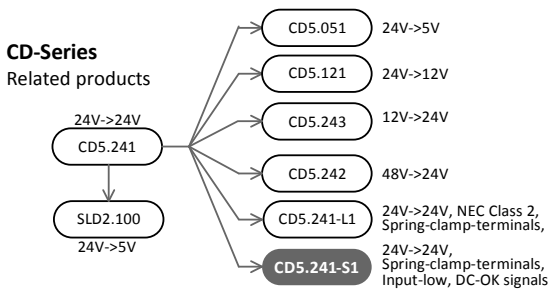 CD-Series
Related products
24V->24V
CD5.241
SLD2.100
24V->5V
CD5.051
24V->5V
CD5.121
24V->12V
CD5.243
12V->24V
CD5.242
48V->24V
CD5.241-L1
24V->24V, NEC Class 2,
Spring-clamp-terminals,
CD5.241-S1
24V->24V,
Spring-clamp-terminals,
Input-low, DC-OK signals